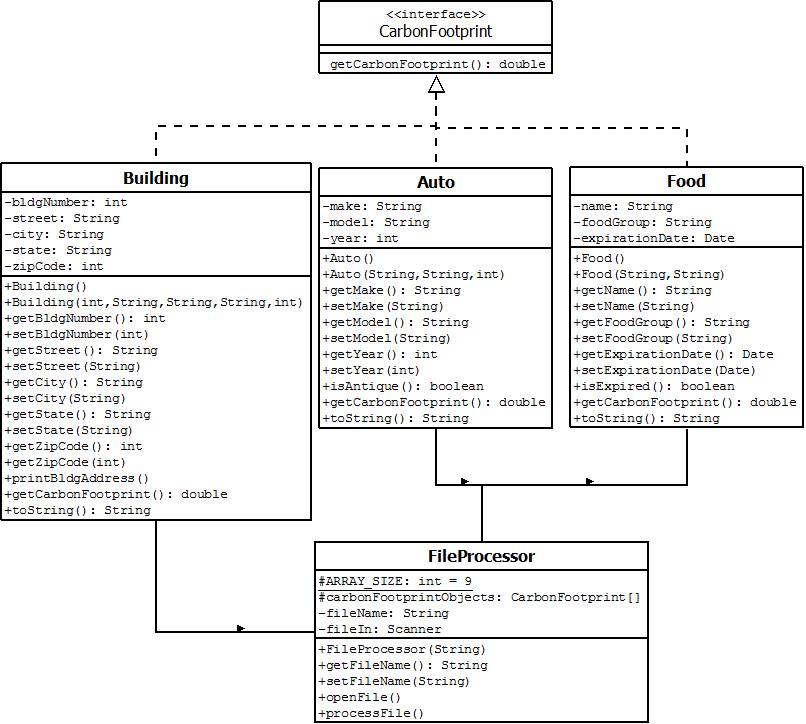 <<interface>>
CarbonFootprint
getCarbonFootprint(): double
Building
-bldgNumber: int
-street: String
-city: String
-state: String
-zipCode: int
+Building()
+Building(int,String,String,String,int)
+getBldgNumber(): int
+setBldgNumber(int)
+getStreet(): String
+setStreet(String)
+getCity(): String
+setCity(String)
+getState(): String
+setState(String)
+getZipCode(): int
+getZipCode(int)
+printBldgAddress()
+getCarbonFootprint(): double
+toString(): String
Auto
-make: String
-model: String
-year: int
+Auto()
+Auto(String,String,int)
+getMake(): String
+setMake(String)
+getModel(): String
+setModel(String)
+getYear(): int
+setYear(int)
+isAntique(): boolean
+getCarbonFootprint(): double
+toString(): String
Food
-name: String
-foodGroup: String
-expirationDate: Date
+Food()
+Food(String,String)
+getName(): String
+setName(String)
+getFoodGroup(): String
+setFoodGroup(String)
+getExpirationDate(): Date
+setExpirationDate(Date)
+isExpired(): boolean
+getCarbonFootprint(): double
+toString(): String
FileProcessor
#ARRAY_SIZE: int = 9
#carbonFootprintObjects: CarbonFootprint[]
-fileName: String
-fileIn: Scanner
+FileProcessor(String)
+getFileName(): String
+setFileName(String)
+openFile()
+processFile()